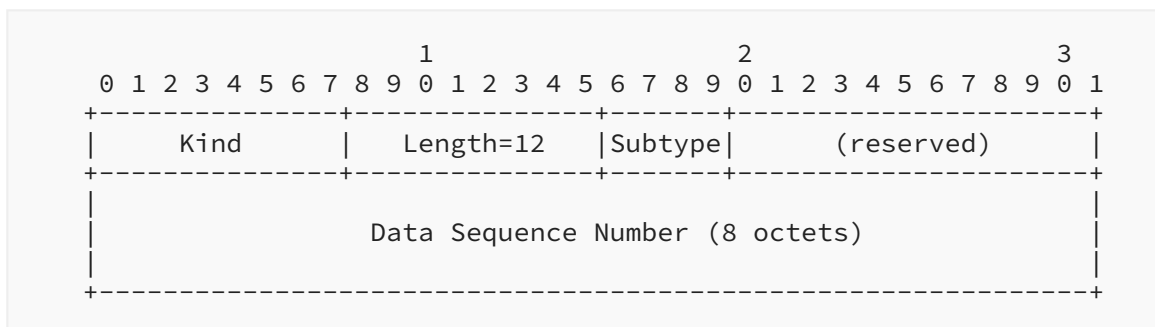 1                   2                   3
 0 1 2 3 4 5 6 7 8 9 0 1 2 3 4 5 6 7 8 9 0 1 2 3 4 5 6 7 8 9 0 1
+---------------+---------------+-------+-----------------------+
|     Kind      |   Length=12   |Subtype|      (reserved)       |
+---------------+---------------+-------+-----------------------+
|                                                               |
|                 Data Sequence Number (8 octets)               |
|                                                               |
+---------------------------------------------------------------+